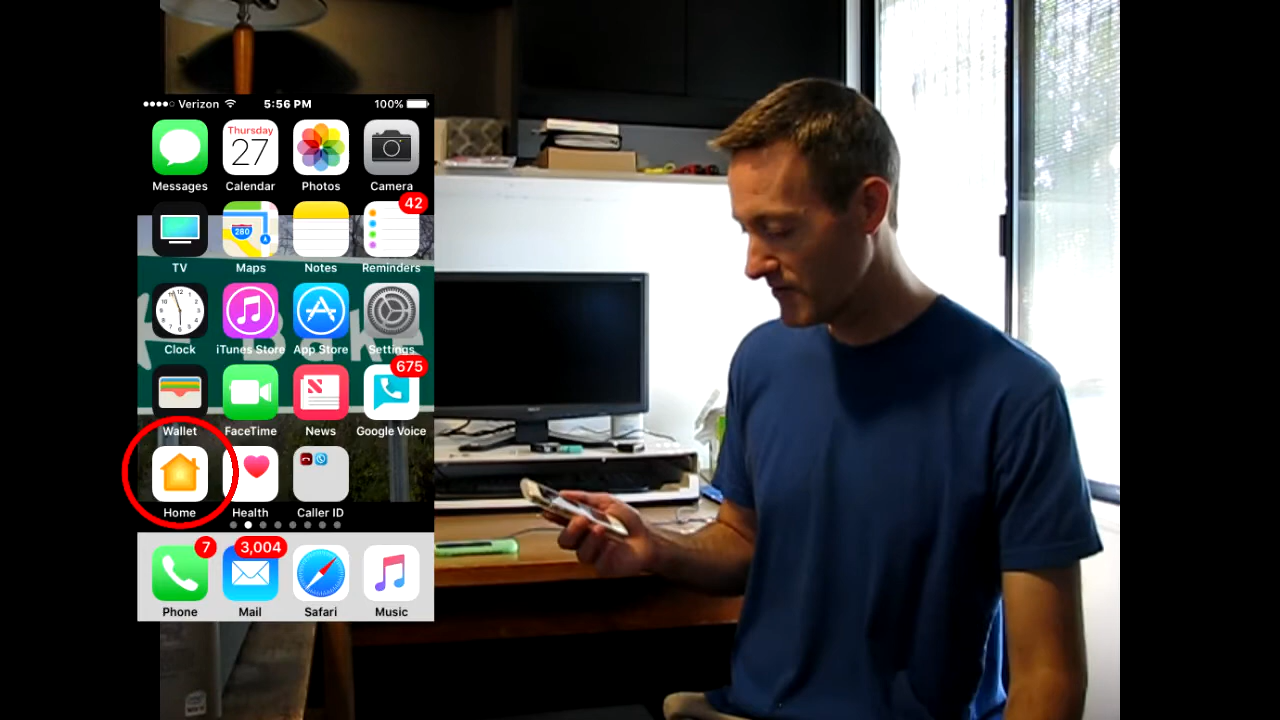 Verizon 5:56 PM 100%
Thursday
27
Messages Calendar Photos Camera
42
280
TV Maps Notes Reminders
Bake
Clock iTunes Store App Store Settings
675
Wallet FaceTime News Google Voice
Home Health Caller ID
7 3,004
Phone Mail Safari Music